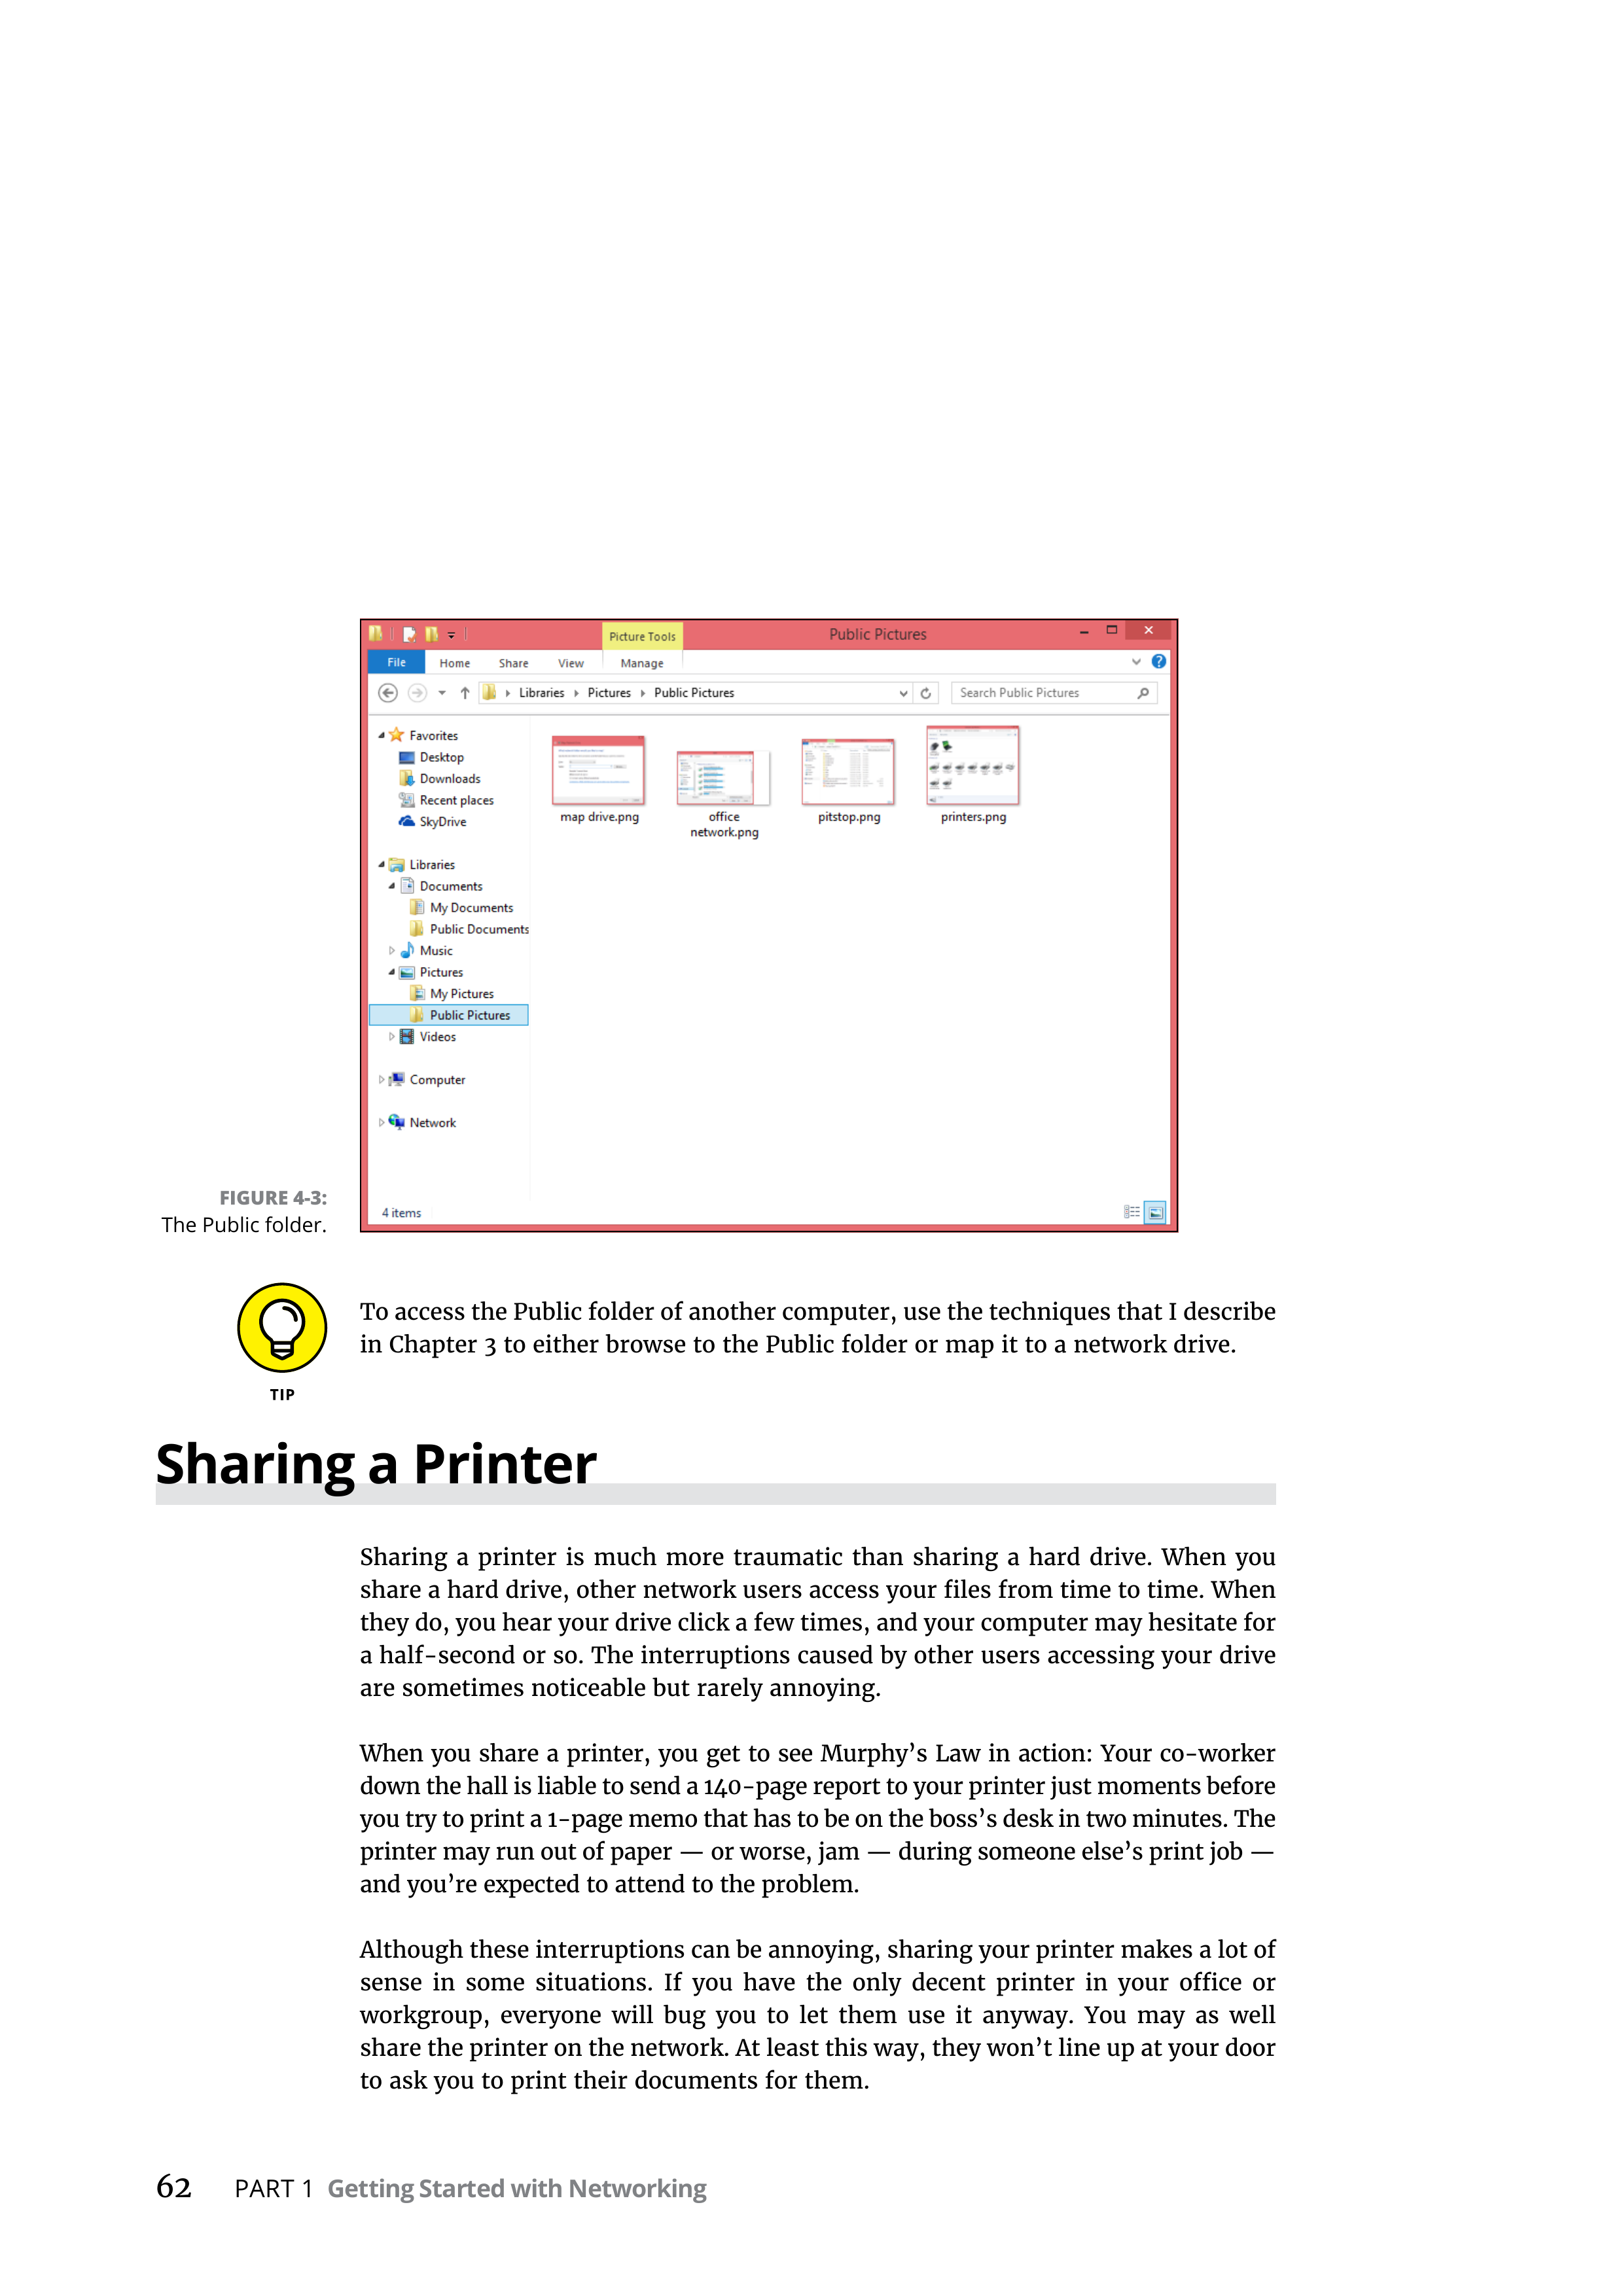 Picture Tools
Public Pictures
File
Home
Share
View
Manage
Libraries
Pictures
Public Pictures
Search Public Pictures
Favorites
Desktop
Downloads
Recent places
SkyDrive
Libraries
Documents
My Documents
Public Documents
Music
Pictures
My Pictures
Public Pictures
Videos
Computer
Network
map drive.png
office
network.png
pitstop.png
printers.png
4 items
FIGURE 4-3:
The Public folder.
TIP
To access the Public folder of another computer, use the techniques that I describe
in Chapter 3 to either browse to the Public folder or map it to a network drive.
Sharing a Printer
Sharing a printer is much more traumatic than sharing a hard drive. When you
share a hard drive, other network users access your files from time to time. When
they do, you hear your drive click a few times, and your computer may hesitate for
a half-second or so. The interruptions caused by other users accessing your drive
are sometimes noticeable but rarely annoying.
When you share a printer, you get to see Murphy’s Law in action: Your co-worker
down the hall is liable to send a 140-page report to your printer just moments before
you try to print a 1-page memo that has to be on the boss’s desk in two minutes. The
printer may run out of paper — or worse, jam — during someone else’s print job —
and you’re expected to attend to the problem.
Although these interruptions can be annoying, sharing your printer makes a lot of
sense in some situations. If you have the only decent printer in your office or
workgroup, everyone will bug you to let them use it anyway. You may as well
share the printer on the network. At least this way, they won’t line up at your door
to ask you to print their documents for them.
62 PART 1 Getting Started with Networking